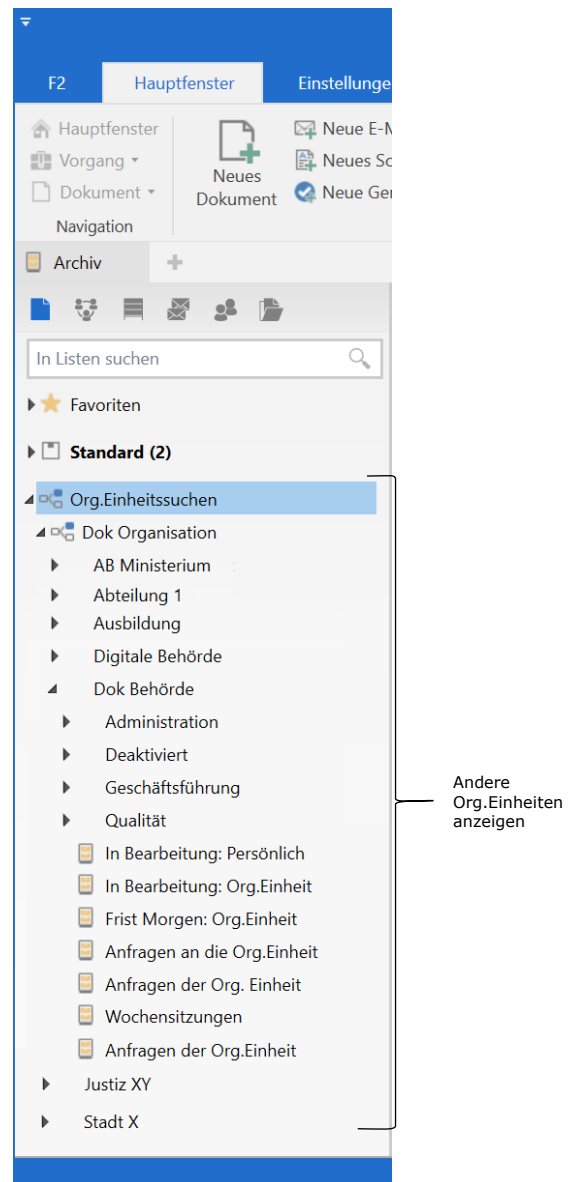 F2 Hauptfenster Einstellunge
Hauptfenster
Vorgang
Dokument
Navigation
Neues
Dokument
Neue E-M
Neues Sc
Neue Ger
Archiv
In Listen suchen
Favoriten
Standard (2)
Org.Einheitssuchen
Dok Organisation
AB Ministerium
Abteilung 1
Ausbildung
Digitale Behörde
Dok Behörde
Administration
Deaktiviert
Geschäftsführung
Qualität
In Bearbeitung: Persönlich
In Bearbeitung: Org.Einheit
Frist Morgen: Org.Einheit
Anfragen an die Org.Einheit
Anfragen der Org. Einheit
Wochensitzungen
Anfragen der Org.Einheit
Justiz XY
Stadt X
Andere
Org.Einheiten
anzeigen